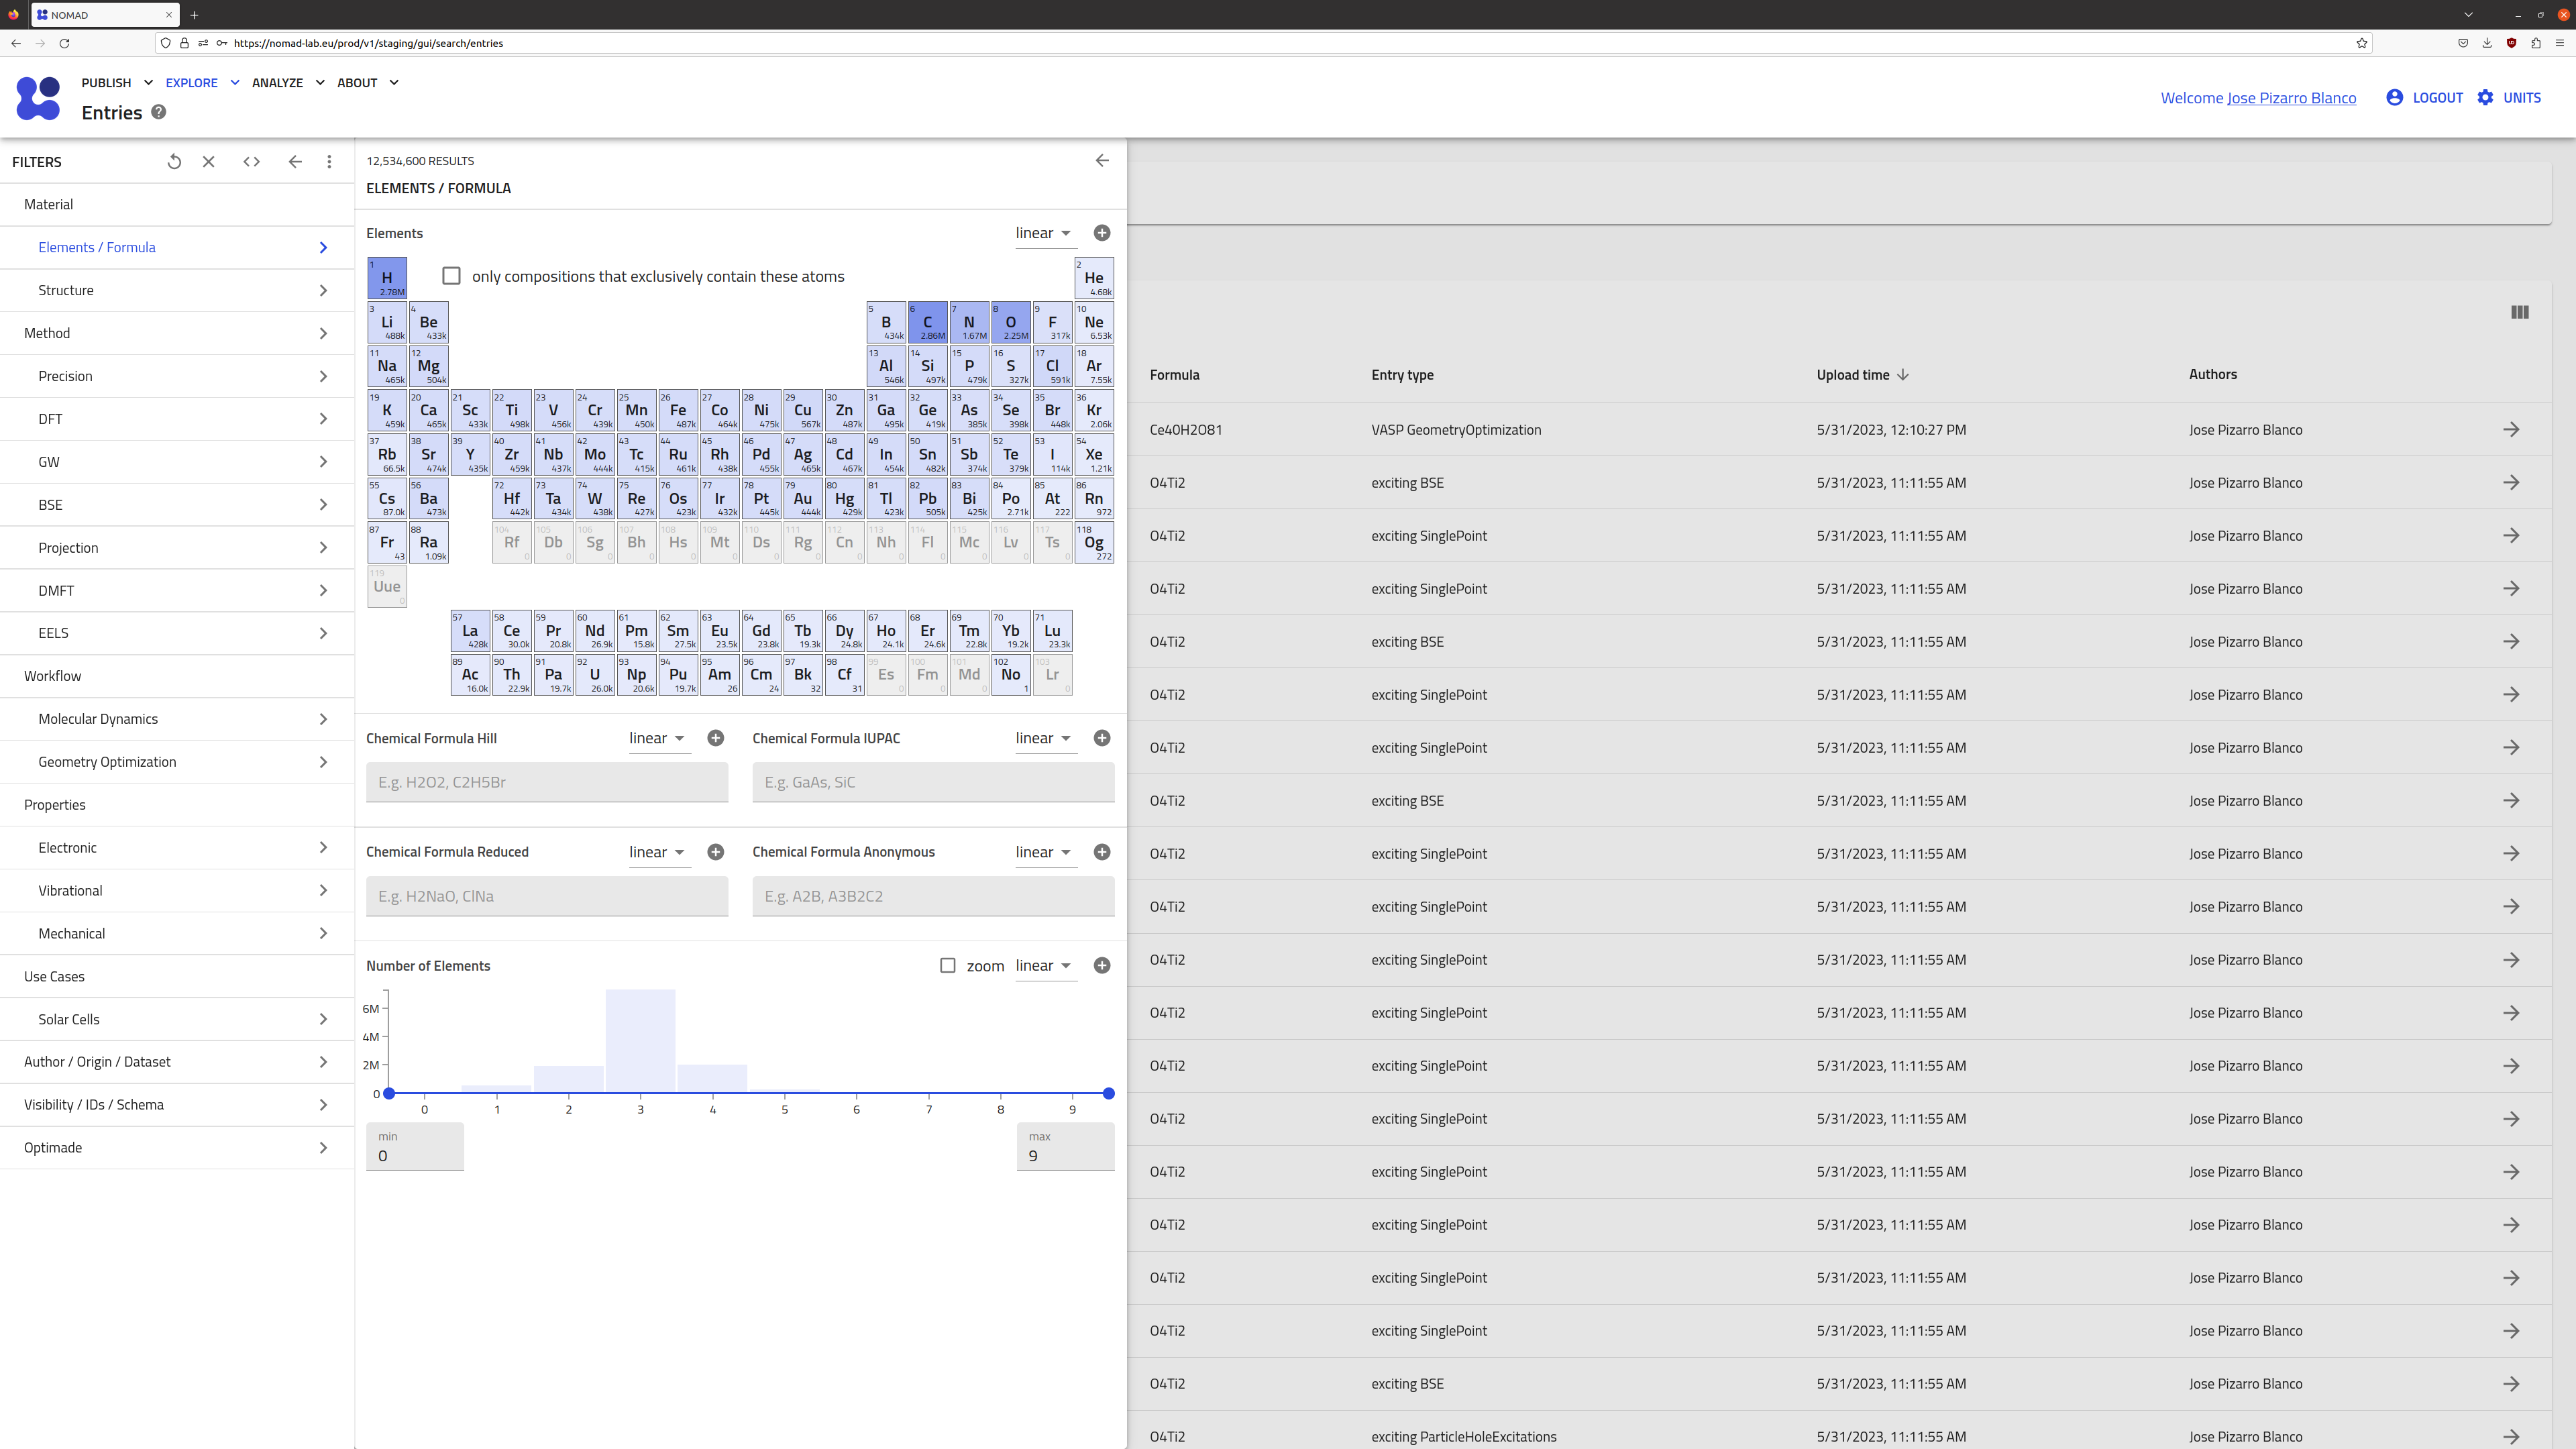 NOMAD
https://nomad-lab.eu/prod/v1/staging/gui/search/entries
PUBLISH EXPLORE ANALYZE ABOUT
Entries ?
Welcome Jose Pizarro Blanco LOGOUT UNITS
FILTERS
Material
Elements / Formula
Structure
Method
Precision
DFT
GW
BSE
Projection
DMFT
EELS
Workflow
Molecular Dynamics
Geometry Optimization
Properties
Electronic
Vibrational
Mechanical
Use Cases
Solar Cells
Author / Origin / Dataset
Visibility / IDs / Schema
Optimade
12,534,600 RESULTS
ELEMENTS / FORMULA
Elements linear
only compositions that exclusively contain these atoms
1 H 2.78M 2 He 4.68k
3 Li 488k 4 Be 433k 5 B 434k 6 C 2.86M 7 N 1.67M 8 O 2.25M 9 F 317k 10 Ne 6.53k
11 Na 465k 12 Mg 504k 13 Al 546k 14 Si 497k 15 P 479k 16 S 327k 17 Cl 591k 18 Ar 7.55k
19 K 459k 20 Ca 465k 21 Sc 433k 22 Ti 498k 23 V 456k 24 Cr 439k 25 Mn 450k 26 Fe 487k 27 Co 464k 28 Ni 475k 29 Cu 567k 30 Zn 487k 31 Ga 495k 32 Ge 419k 33 As 385k 34 Se 398k 35 Br 448k 36 Kr 2.06k
37 Rb 66.5k 38 Sr 474k 39 Y 435k 40 Zr 459k 41 Nb 437k 42 Mo 444k 43 Tc 415k 44 Ru 461k 45 Rh 438k 46 Pd 455k 47 Ag 465k 48 Cd 467k 49 In 454k 50 Sn 482k 51 Sb 374k 52 Te 379k 53 I 114k 54 Xe 1.21k
55 Cs 87.0k 56 Ba 473k 72 Hf 442k 73 Ta 434k 74 W 438k 75 Re 427k 76 Os 423k 77 Ir 432k 78 Pt 445k 79 Au 444k 80 Hg 429k 81 Tl 423k 82 Pb 505k 83 Bi 425k 84 Po 2.71k 85 At 222 86 Rn 972
87 Fr 43 88 Ra 1.09k 104 Rf 0 105 Db 0 106 Sg 0 107 Bh 0 108 Hs 0 109 Mt 0 110 Ds 0 111 Rg 0 112 Cn 0 113 Nh 0 114 Fl 0 115 Mc 0 116 Lv 0 117 Ts 0 118 Og 272
119 Uue 0
57 La 428k 58 Ce 30.0k 59 Pr 20.8k 60 Nd 26.9k 61 Pm 15.8k 62 Sm 27.5k 63 Eu 23.5k 64 Gd 23.8k 65 Tb 19.3k 66 Dy 24.8k 67 Ho 24.1k 68 Er 24.6k 69 Tm 22.8k 70 Yb 19.2k 71 Lu 23.3k
89 Ac 16.0k 90 Th 22.9k 91 Pa 19.7k 92 U 26.0k 93 Np 20.6k 94 Pu 19.7k 95 Am 26 96 Cm 24 97 Bk 32 98 Cf 31 99 Es 0 100 Fm 0 101 Md 0 102 No 1 103 Lr 0
Chemical Formula Hill linear Chemical Formula IUPAC linear
E.g. H2O2, C2H5Br E.g. GaAs, SiC
Chemical Formula Reduced linear Chemical Formula Anonymous linear
E.g. H2NaO, ClNa E.g. A2B, A3B2C2
Number of Elements zoom linear
6M
4M
2M
0
0 1 2 3 4 5 6 7 8 9
min max
0 9
Formula Entry type Upload time Authors
Ce40H2O81 VASP GeometryOptimization 5/31/2023, 12:10:27 PM Jose Pizarro Blanco
O4Ti2 exciting BSE 5/31/2023, 11:11:55 AM Jose Pizarro Blanco
O4Ti2 exciting SinglePoint 5/31/2023, 11:11:55 AM Jose Pizarro Blanco
O4Ti2 exciting SinglePoint 5/31/2023, 11:11:55 AM Jose Pizarro Blanco
O4Ti2 exciting BSE 5/31/2023, 11:11:55 AM Jose Pizarro Blanco
O4Ti2 exciting SinglePoint 5/31/2023, 11:11:55 AM Jose Pizarro Blanco
O4Ti2 exciting SinglePoint 5/31/2023, 11:11:55 AM Jose Pizarro Blanco
O4Ti2 exciting BSE 5/31/2023, 11:11:55 AM Jose Pizarro Blanco
O4Ti2 exciting SinglePoint 5/31/2023, 11:11:55 AM Jose Pizarro Blanco
O4Ti2 exciting SinglePoint 5/31/2023, 11:11:55 AM Jose Pizarro Blanco
O4Ti2 exciting SinglePoint 5/31/2023, 11:11:55 AM Jose Pizarro Blanco
O4Ti2 exciting SinglePoint 5/31/2023, 11:11:55 AM Jose Pizarro Blanco
O4Ti2 exciting SinglePoint 5/31/2023, 11:11:55 AM Jose Pizarro Blanco
O4Ti2 exciting SinglePoint 5/31/2023, 11:11:55 AM Jose Pizarro Blanco
O4Ti2 exciting SinglePoint 5/31/2023, 11:11:55 AM Jose Pizarro Blanco
O4Ti2 exciting SinglePoint 5/31/2023, 11:11:55 AM Jose Pizarro Blanco
O4Ti2 exciting SinglePoint 5/31/2023, 11:11:55 AM Jose Pizarro Blanco
O4Ti2 exciting SinglePoint 5/31/2023, 11:11:55 AM Jose Pizarro Blanco
O4Ti2 exciting BSE 5/31/2023, 11:11:55 AM Jose Pizarro Blanco
O4Ti2 exciting ParticleHoleExcitations 5/31/2023, 11:11:55 AM Jose Pizarro Blanco